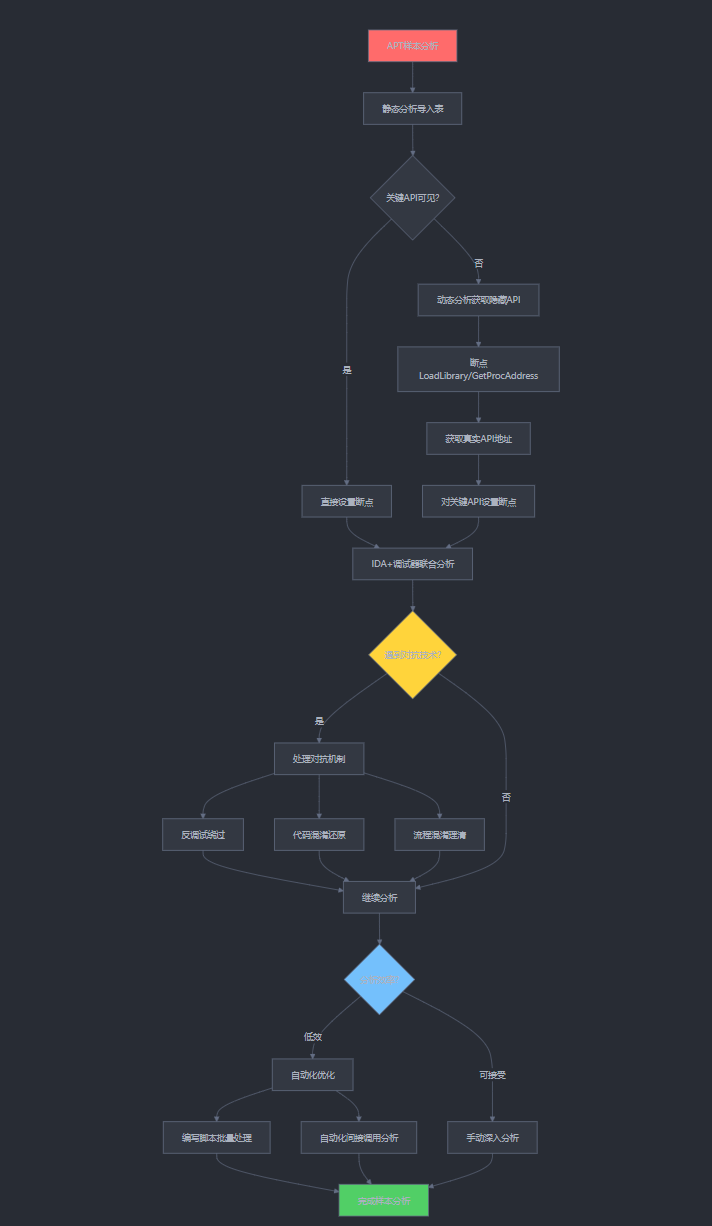 APT样本分析
静态分析导入表
关键API可见?
否
动态分析获取隐藏API
断点
LoadLibrary/GetProcAddress
是
获取真实API地址
直接设置断点
对关键API设置断点
IDA+调试器联合分析
遇到对抗技术?
是
处理对抗机制
否
反调试绕过
代码混淆还原
流程混淆理清
继续分析
低效
自动化优化
可接受
编写脚本批量处理
自动化间接调用分析
手动深入分析
完成样本分析